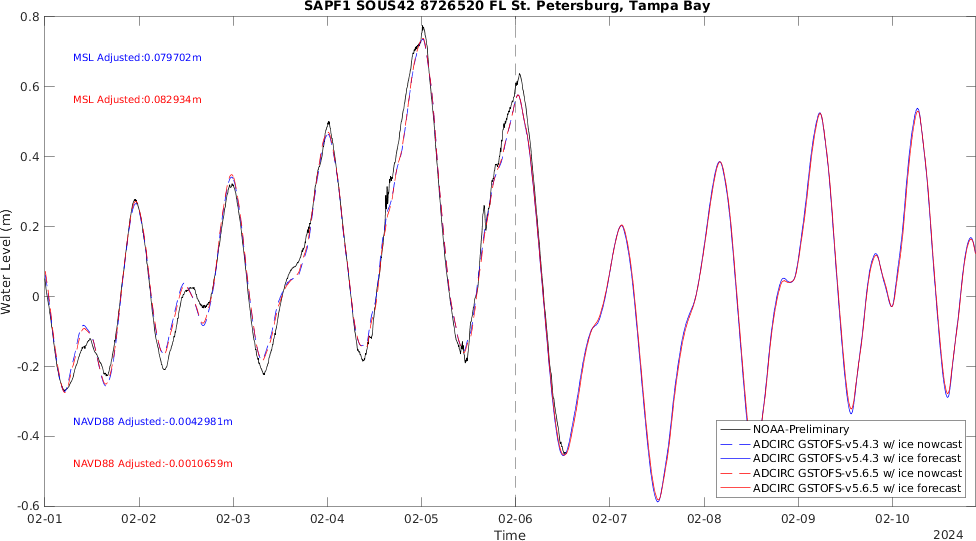 SAPF1 SOUS42 8726520 FL St. Petersburg, Tampa Bay
0.8
MSL Adjusted:0.079702m
0.6
MSL Adjusted:0.082934m
0.4
0.2
Water Level (m)
0
-0.2
-0.4
NAVD88 Adjusted:-0.0042981m
NAVD88 Adjusted:-0.0010659m
-0.6
NOAA-Preliminary
ADCIRC GSTOFS-v5.4.3 w/ ice nowcast
ADCIRC GSTOFS-v5.4.3 w/ ice forecast
ADCIRC GSTOFS-v5.6.5 w/ ice nowcast
ADCIRC GSTOFS-v5.6.5 w/ ice forecast
02-01 02-02 02-03 02-04 02-05 02-06 02-07 02-08 02-09 02-10
Time
2024